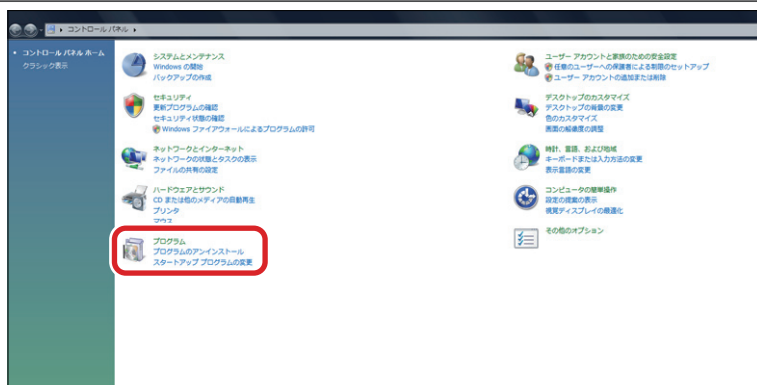 コントロール パネル
コントロール パネル ホーム
クラシック表示
システムとメンテナンス
Windows の開始
バックアップの作成
セキュリティ
更新プログラムの確認
セキュリティ状態の確認
Windows ファイアウォールによるプログラムの許可
ネットワークとインターネット
ネットワークの状態とタスクの表示
ファイルの共有の設定
ハードウェアとサウンド
CD または他のメディアの自動再生
プリンタ
マウス
プログラム
プログラムのアンインストール
スタートアップ プログラムの変更
ユーザー アカウントと家族のための安全設定
任意のユーザーへの保護者による制限のセットアップ
ユーザー アカウントの追加または削除
デスクトップのカスタマイズ
デスクトップの背景の変更
色のカスタマイズ
画面の解像度の調整
時計、言語、および地域
キーボードまたは入力方法の変更
表示言語の変更
コンピュータの簡単操作
設定の提案の表示
視覚ディスプレイの最適化
その他のオプション